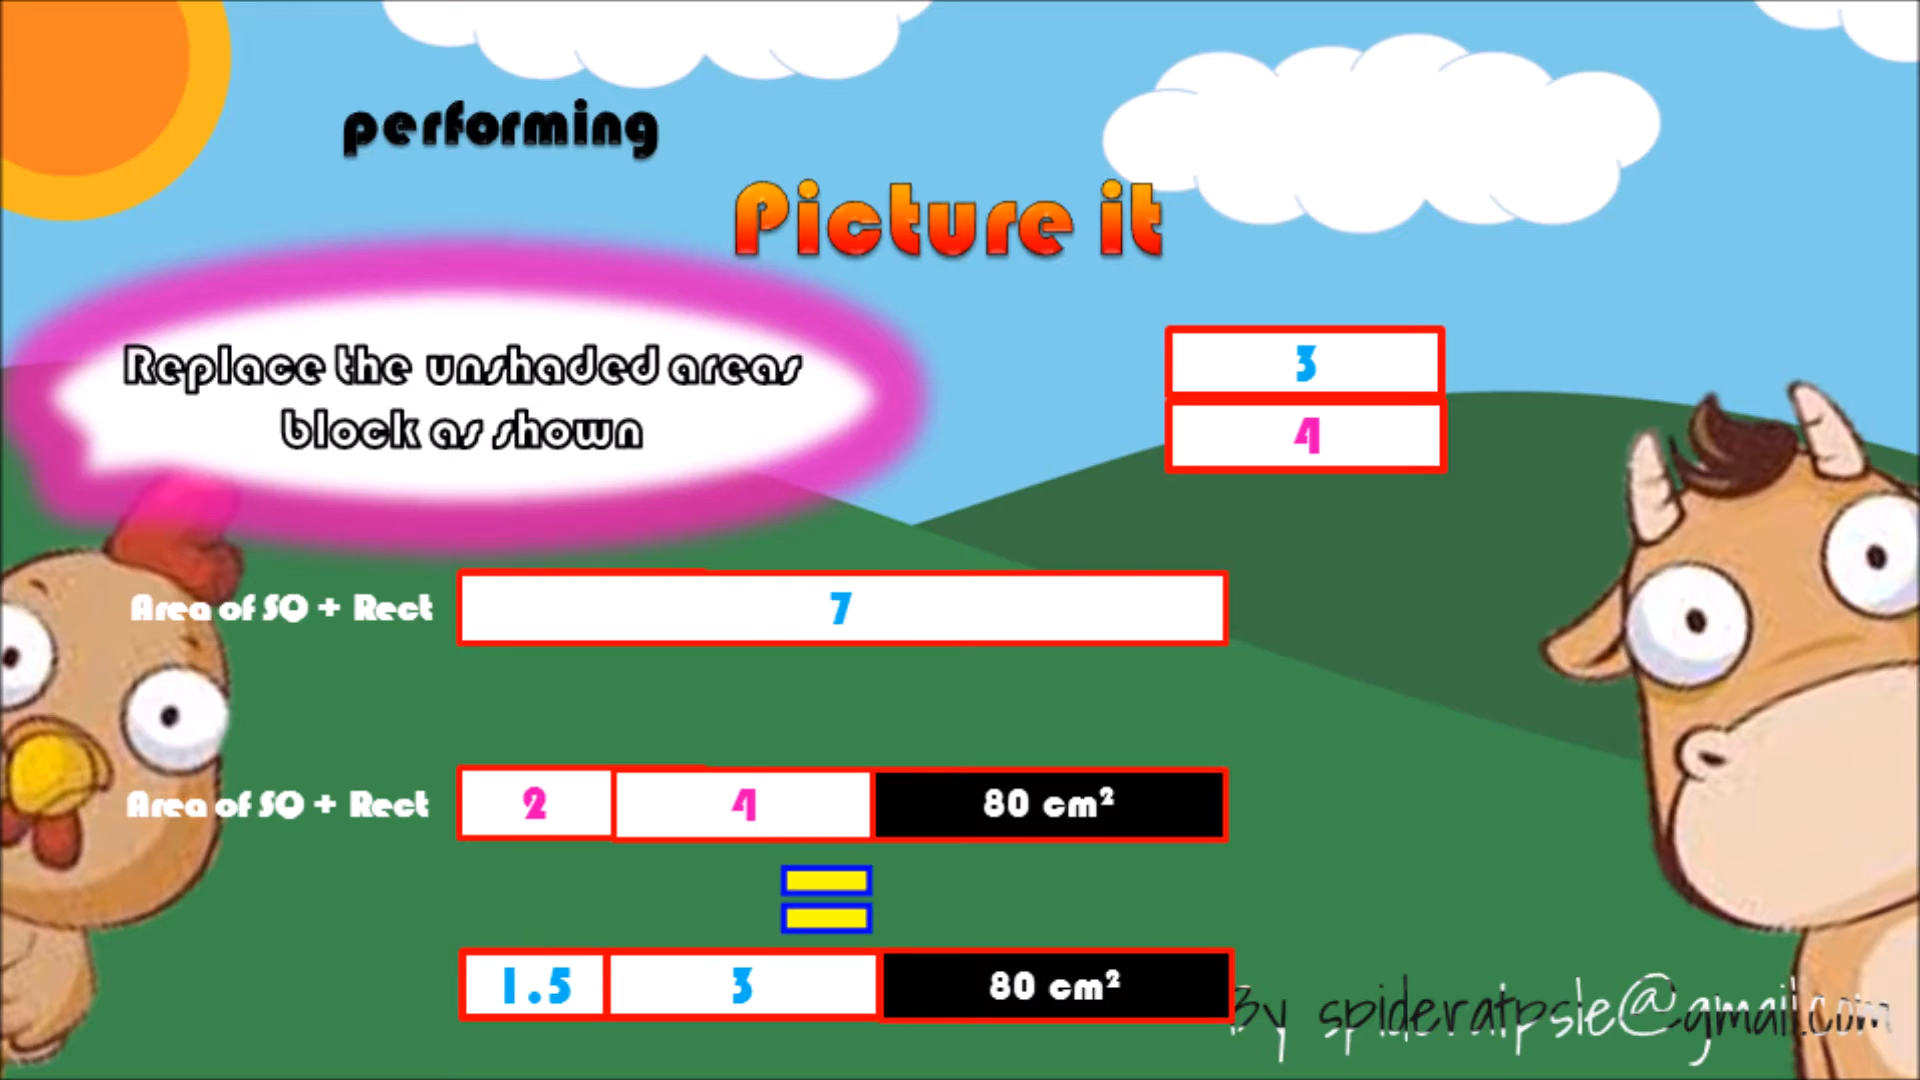 performing
Picture it
Replace the unshaded areas
block as shown
3
4
Area of SQ + Rect
7
Area of SQ + Rect
2
4
80 cm²
1.5
3
80 cm²
By spideratpsle@gmail.com